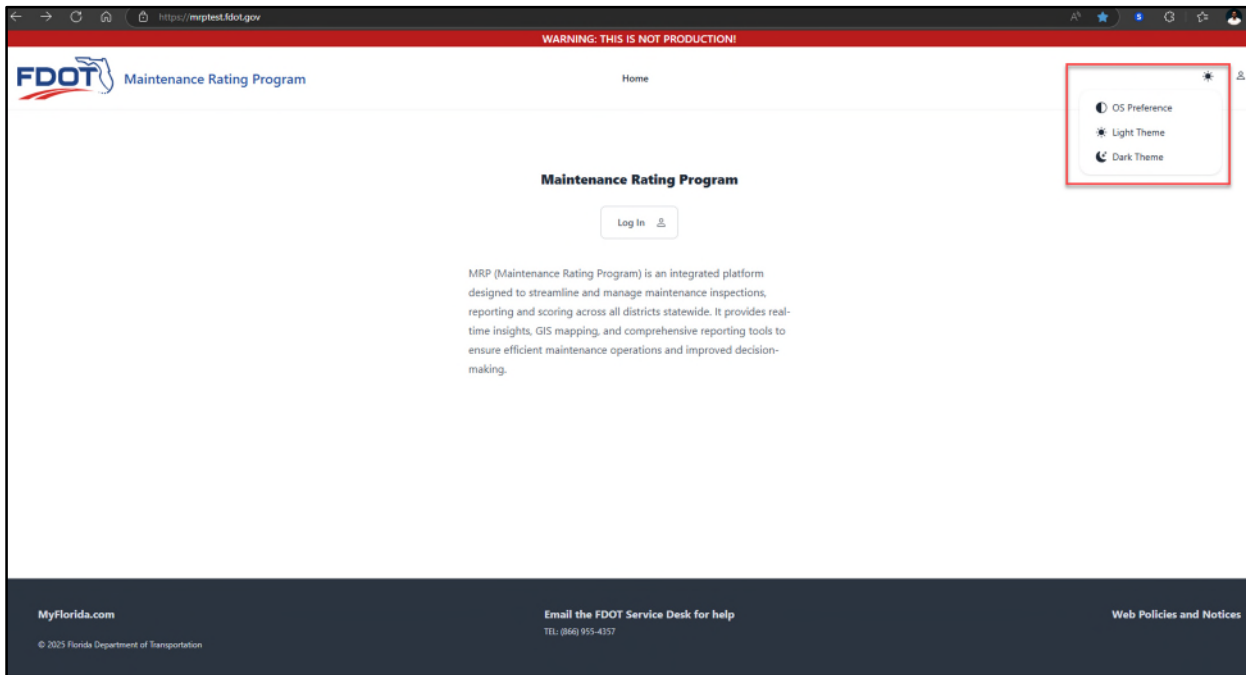 https://mrptest.fdot.gov
WARNING: THIS IS NOT PRODUCTION!
FDOT Maintenance Rating Program
Home
OS Preference
Light Theme
Dark Theme
Maintenance Rating Program
Log In
MRP (Maintenance Rating Program) is an integrated platform
designed to streamline and manage maintenance inspections,
reporting and scoring across all districts statewide. It provides real-
time insights, GIS mapping, and comprehensive reporting tools to
ensure efficient maintenance operations and improved decision-
making.
MyFlorida.com
© 2025 Florida Department of Transportation
Email the FDOT Service Desk for help
TEL: (866) 955-4357
Web Policies and Notices